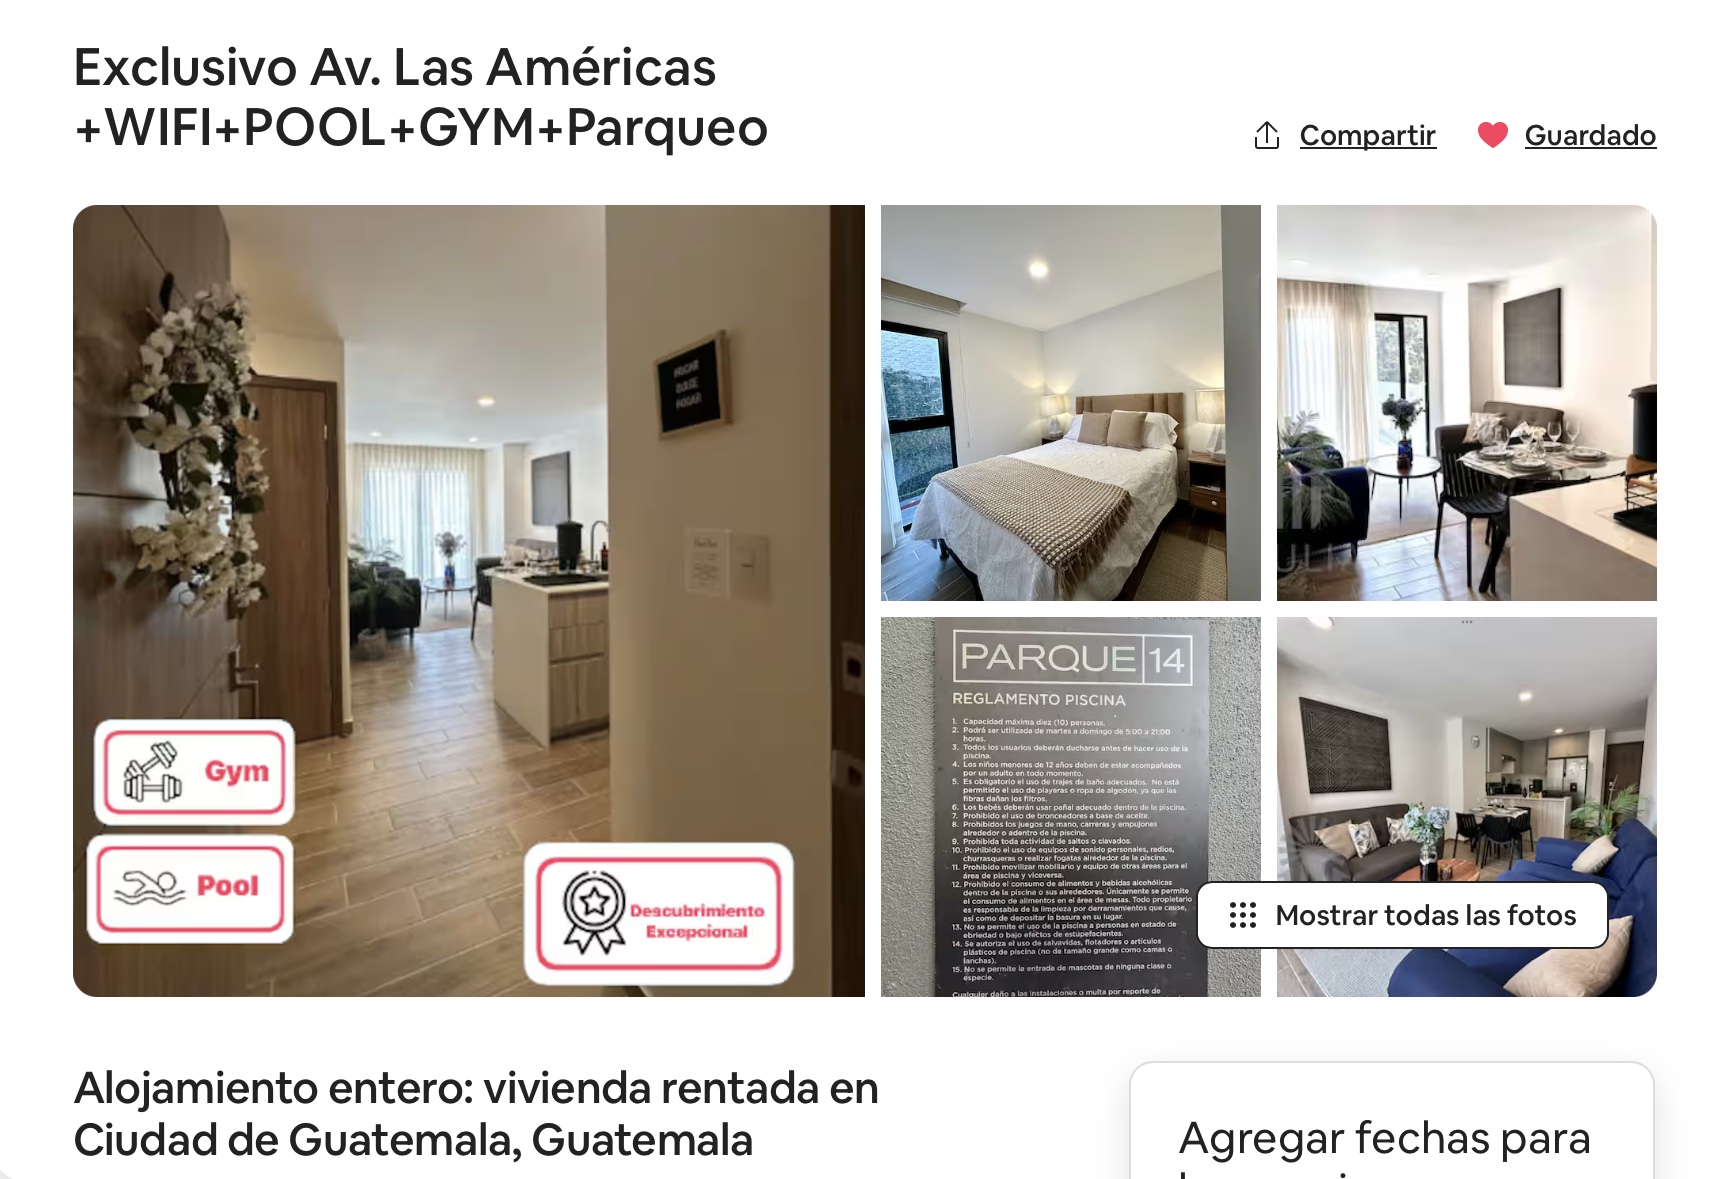 Exclusivo Av. Las Américas
+WIFI+POOL+GYM+Parqueo
Compartir
Guardado
HOGAR
DULCE
HOGAR
Gym
Pool
Descubrimiento
Excepcional
PARQUE 14
REGLAMENTO PISCINA
1. Capacidad máxima diez (10) personas.
2. Podrá ser utilizada de martes a domingo de 5:00 a 21:00
horas.
3. Todos los usuarios deberán ducharse antes de hacer uso de la
piscina.
4. Los niños menores de 12 años deben de estar acompañados
por un adulto en todo momento.
5. Es obligatorio el uso de trajes de baño adecuados. No está
permitido el uso de playeras o ropa de algodón, ya que las
fibras dañan los filtros.
6. Los bebés deberán usar pañal adecuado dentro de la piscina.
7. Prohibido el uso de bronceadores a base de aceite.
8. Prohibidos los juegos de mano, carreras y empujones
alrededor o adentro de la piscina.
9. Prohibida toda actividad de saltos o clavados.
10. Prohibido el uso de equipos de sonido personales, radios,
churrasqueras o realizar fogatas alrededor de la piscina.
11. Prohibido movilizar mobiliario y equipo de otras áreas para el
área de piscina y viceversa.
12. Prohibido el consumo de alimentos y bebidas alcohólicas
dentro de la piscina o sus alrededores. Únicamente se permite
el consumo de alimentos en el área de mesas. Todo propietario
es responsable de la limpieza por derramamientos que cause,
así como de depositar la basura en su lugar.
13. No se permite el uso de la piscina a personas en estado de
ebriedad o bajo efectos de estupefacientes.
14. Se autoriza el uso de salvavidas, flotadores o artículos
plásticos de piscina (no de tamaño grande como camas o
lanchas).
15. No se permite la entrada de mascotas de ninguna clase o
especie.
Cualquier daño a las instalaciones o multa por reporte de
Mostrar todas las fotos
Alojamiento entero: vivienda rentada en
Ciudad de Guatemala, Guatemala
Agregar fechas para